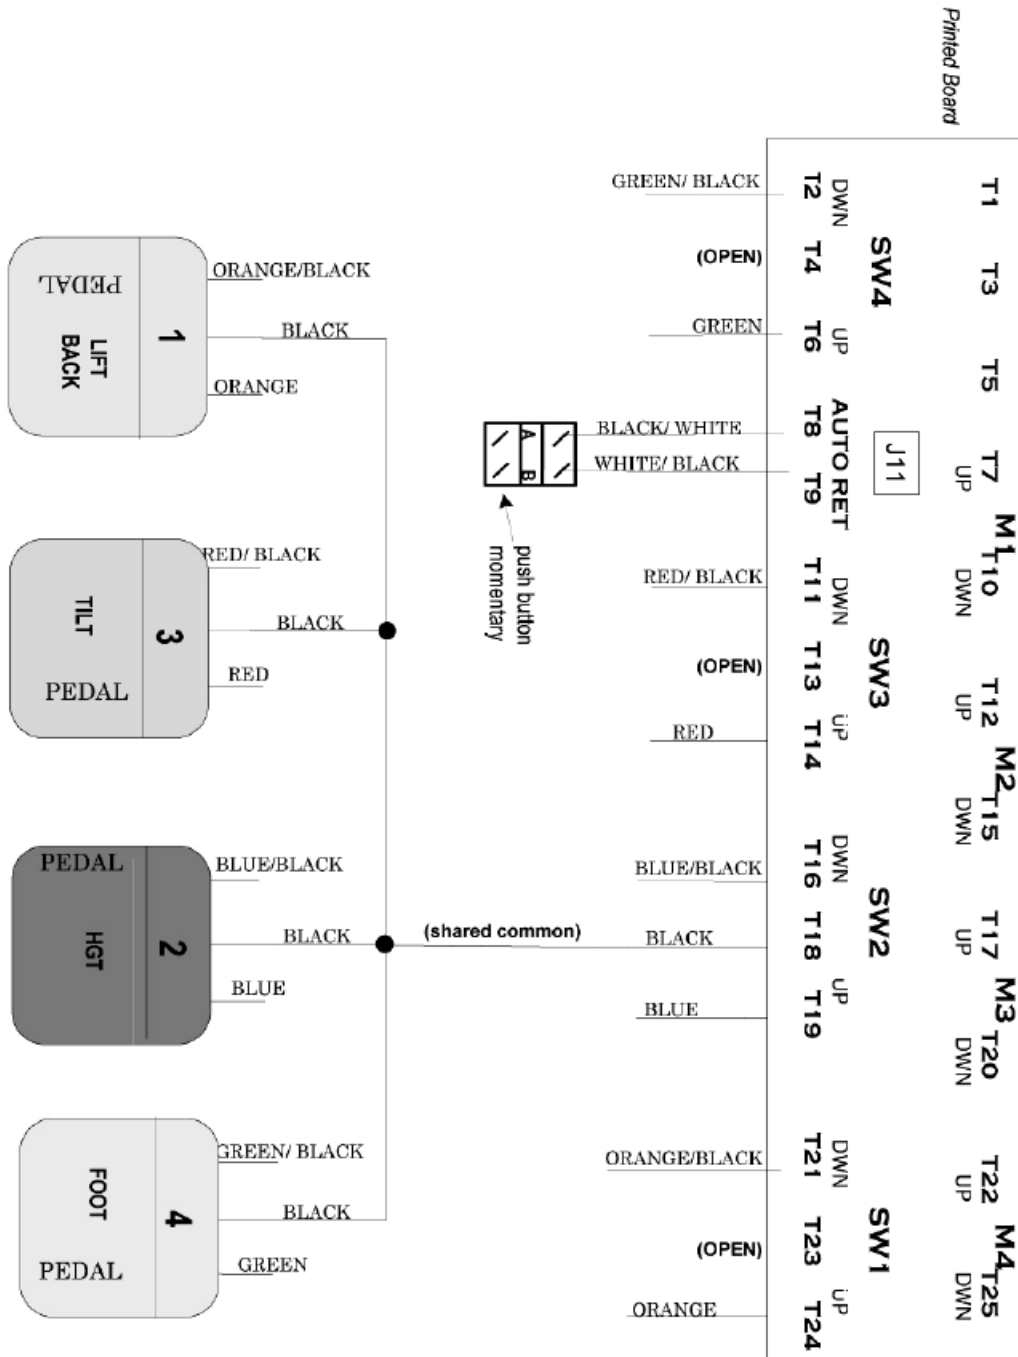 Printed Board
T1
T3
T5
T7
UP
M1
T10
DWN
T12
UP
M2
T15
DWN
T17
UP
M3
T20
DWN
T22
UP
M4
T25
DWN
SW4
J11
SW3
SW2
SW1
GREEN/ BLACK
T2
DWN
(OPEN)
T4
GREEN
T6
UP
BLACK/ WHITE
T8
WHITE/ BLACK
T9
AUTO RET
A
B
push button
momentary
RED/ BLACK
T11
DWN
(OPEN)
T13
RED
T14
UP
BLUE/BLACK
T16
DWN
(shared common)
BLACK
T18
BLUE
T19
UP
ORANGE/BLACK
T21
DWN
(OPEN)
T23
ORANGE
T24
UP
PEDAL
LIFT
BACK
1
ORANGE/BLACK
BLACK
ORANGE
TILT
PEDAL
3
RED/ BLACK
BLACK
RED
PEDAL
HGT
2
BLUE/BLACK
BLACK
BLUE
FOOT
PEDAL
4
GREEN/ BLACK
BLACK
GREEN